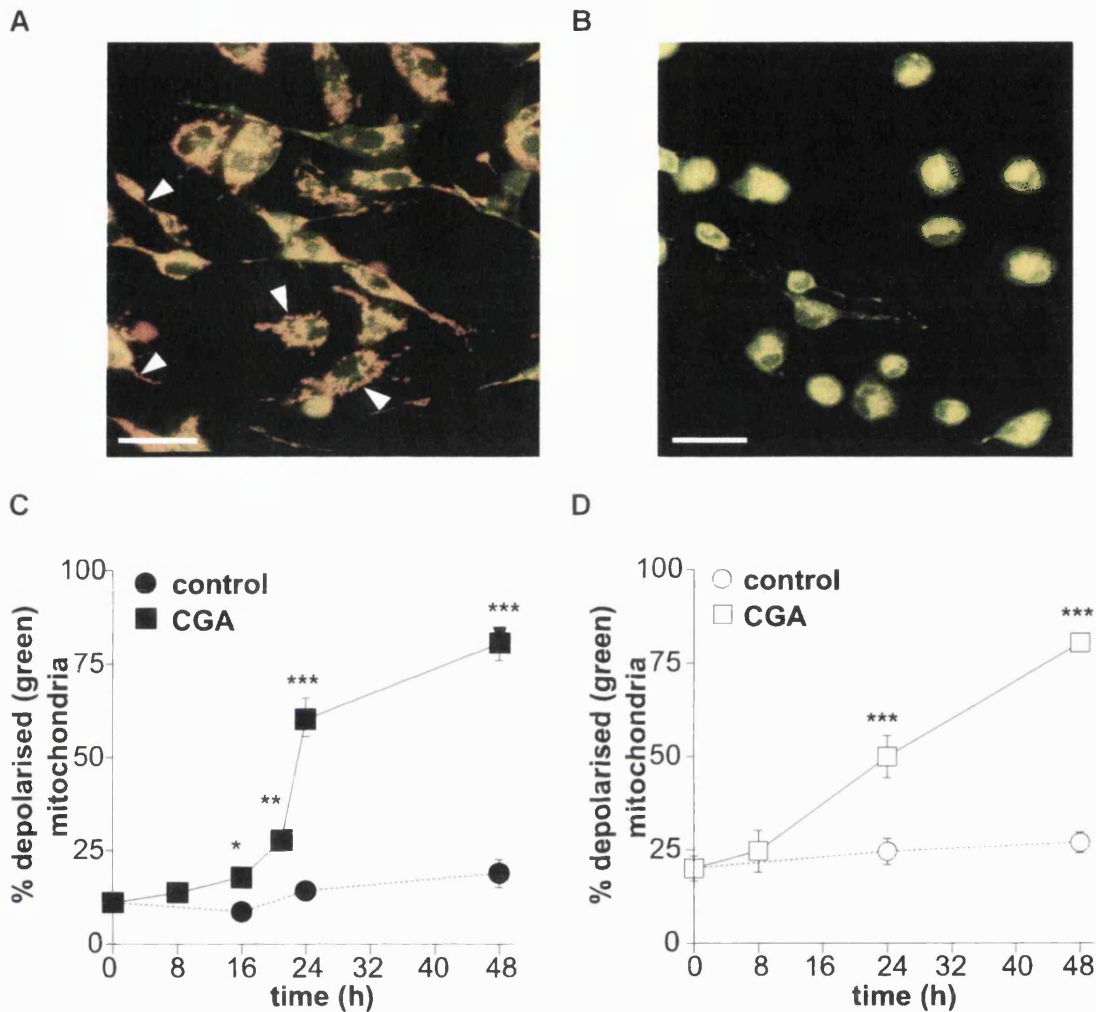 A
B
C
D
100
75
50
25
0
% depolarised (green)
mitochondria
control
CGA
*
**
***
***
0 8 16 24 32 40 48
time (h)
100
75
50
25
0
% depolarised (green)
mitochondria
control
CGA
***
***
0 8 16 24 32 40 48
time (h)